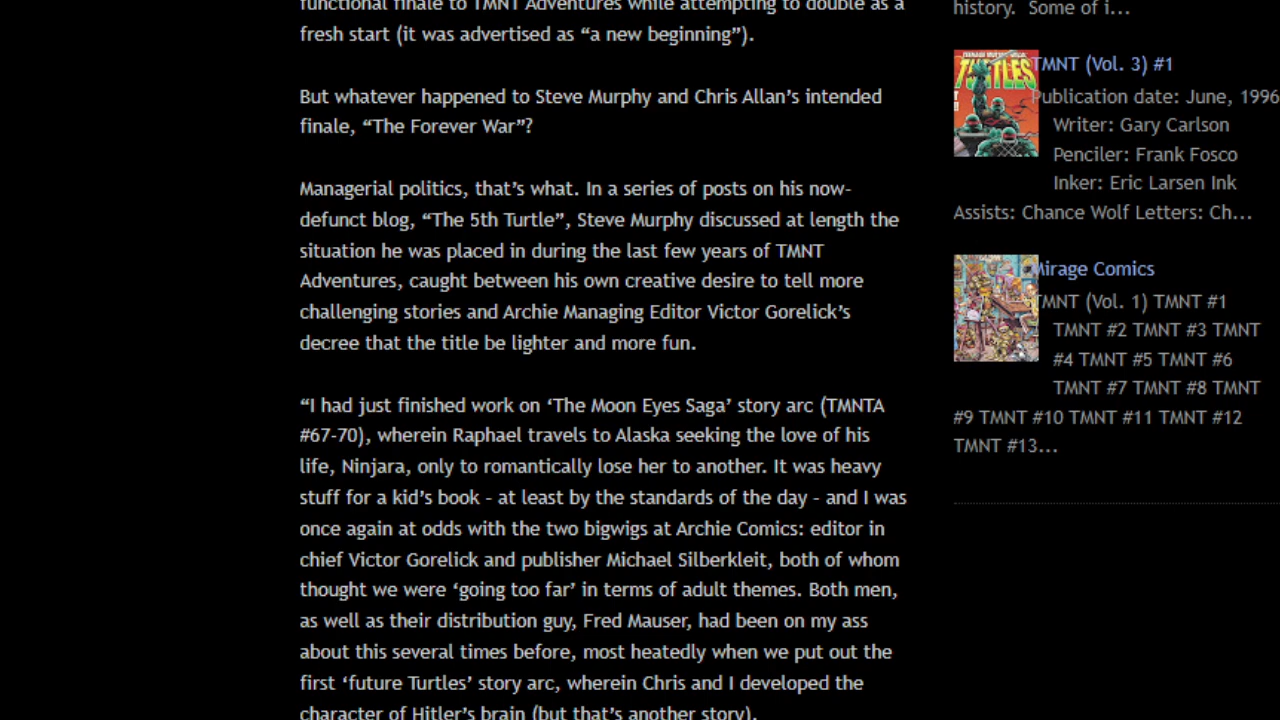 functional finale to TMNT Adventures while attempting to double as a
fresh start (it was advertised as “a new beginning”).
But whatever happened to Steve Murphy and Chris Allan’s intended
finale, “The Forever War”?
Managerial politics, that’s what. In a series of posts on his now-
defunct blog, “The 5th Turtle”, Steve Murphy discussed at length the
situation he was placed in during the last few years of TMNT
Adventures, caught between his own creative desire to tell more
challenging stories and Archie Managing Editor Victor Gorelick’s
decree that the title be lighter and more fun.
“I had just finished work on ‘The Moon Eyes Saga’ story arc (TMNTA
#67-70), wherein Raphael travels to Alaska seeking the love of his
life, Ninjara, only to romantically lose her to another. It was heavy
stuff for a kid’s book – at least by the standards of the day – and I was
once again at odds with the two bigwigs at Archie Comics: editor in
chief Victor Gorelick and publisher Michael Silberkleit, both of whom
thought we were ‘going too far’ in terms of adult themes. Both men,
as well as their distribution guy, Fred Mauser, had been on my ass
about this several times before, most heatedly when we put out the
first ‘future Turtles’ story arc, wherein Chris and I developed the
character of Hitler’s brain (but that’s another story).
history. Some of i...
TURTLES
TMNT (Vol. 3) #1
Publication date: June, 1996
Writer: Gary Carlson
Penciler: Frank Fosco
Inker: Eric Larsen Ink
Assists: Chance Wolf Letters: Ch...
Mirage Comics
TMNT (Vol. 1) TMNT #1
TMNT #2 TMNT #3 TMNT
#4 TMNT #5 TMNT #6
TMNT #7 TMNT #8 TMNT
#9 TMNT #10 TMNT #11 TMNT #12
TMNT #13...